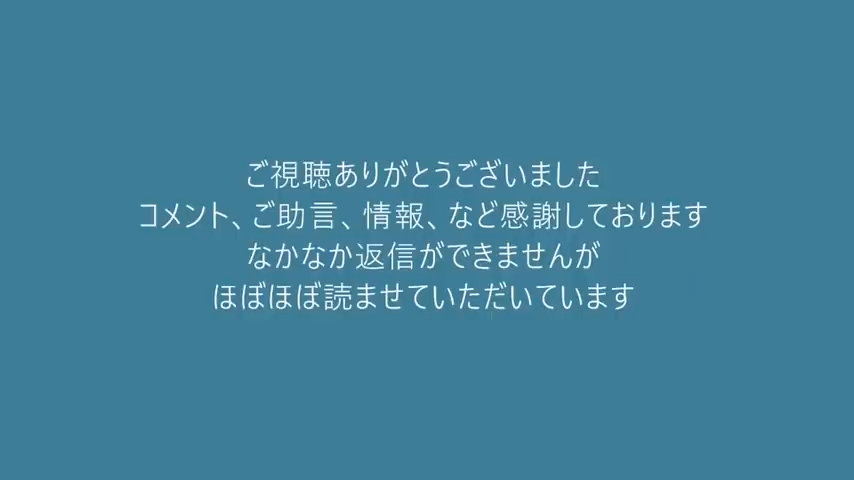 ご視聴ありがとうございました
コメント、ご助言、情報、など感謝しております
なかなか返信ができませんが
ほぼほぼ読ませていただいています